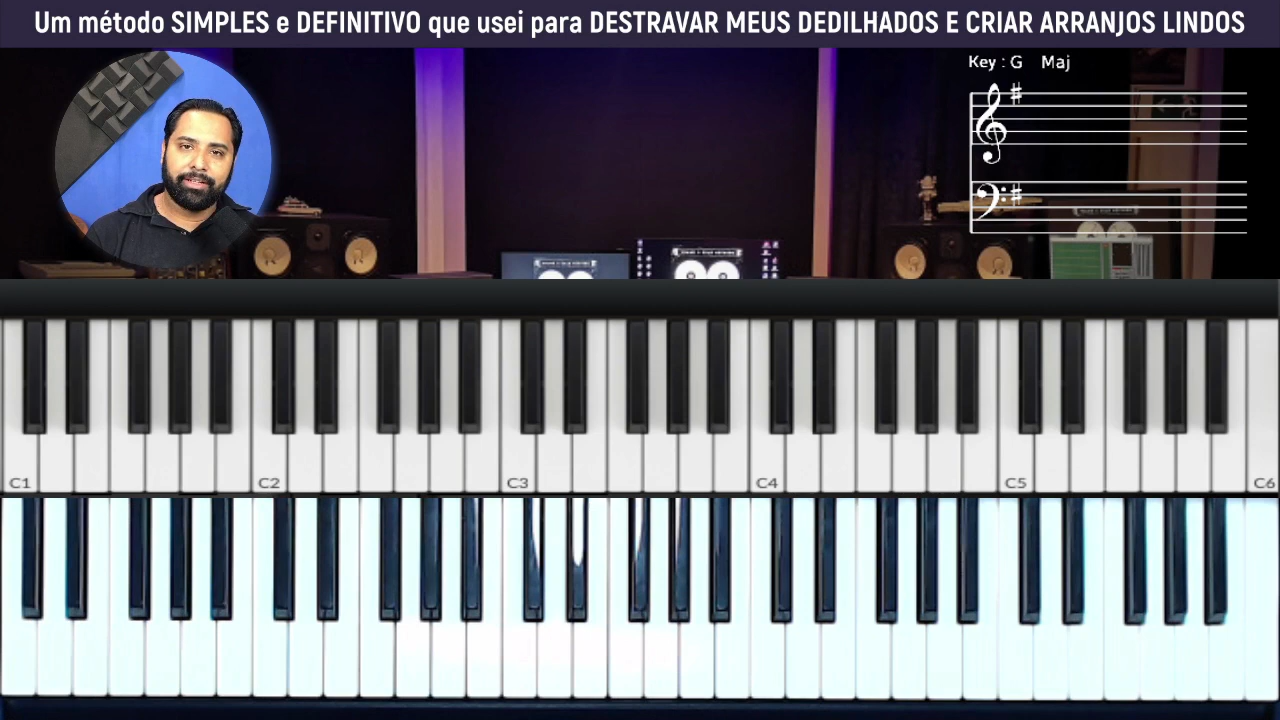 Um método SIMPLES e DEFINITIVO que usei para DESTRAVAR MEUS DEDILHADOS E CRIAR ARRANJOS LINDOS
Key : G Maj
C1 C2 C3 C4 C5 C6